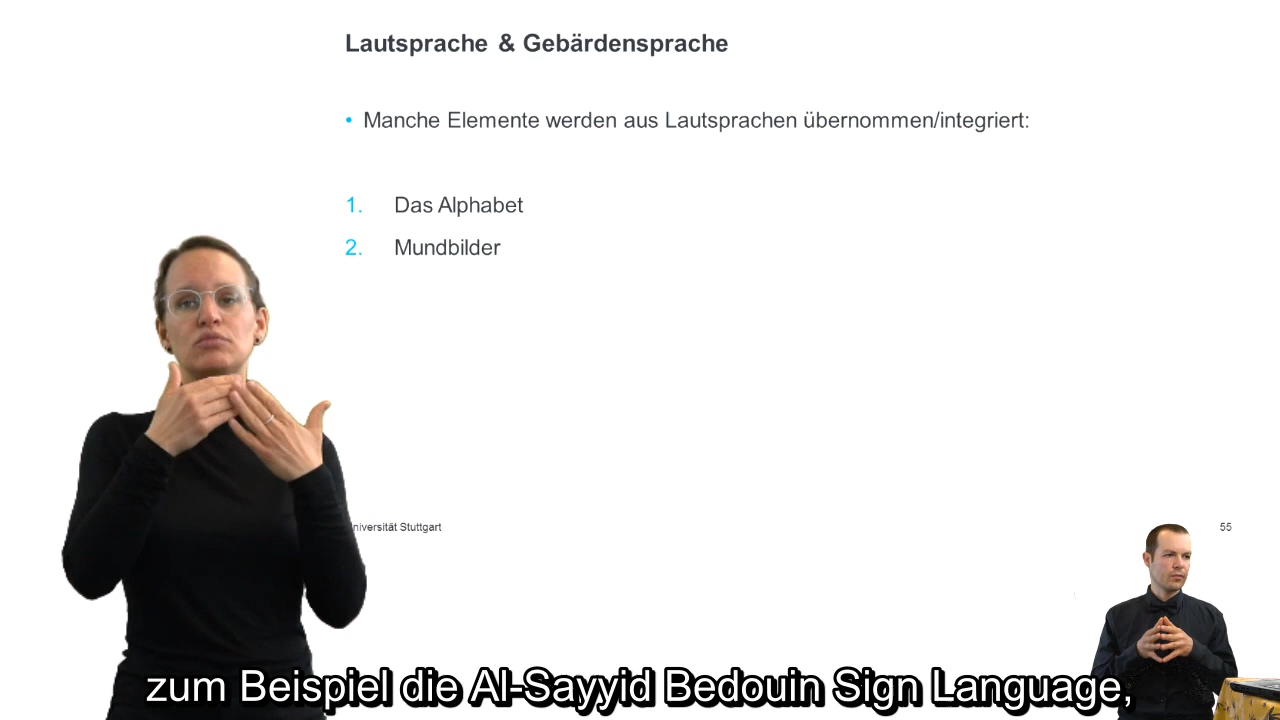 Lautsprache & Gebärdensprache
• Manche Elemente werden aus Lautsprachen übernommen/integriert:
1. Das Alphabet
2. Mundbilder
niversität Stuttgart
55
zum Beispiel die Al-Sayyid Bedouin Sign Language,